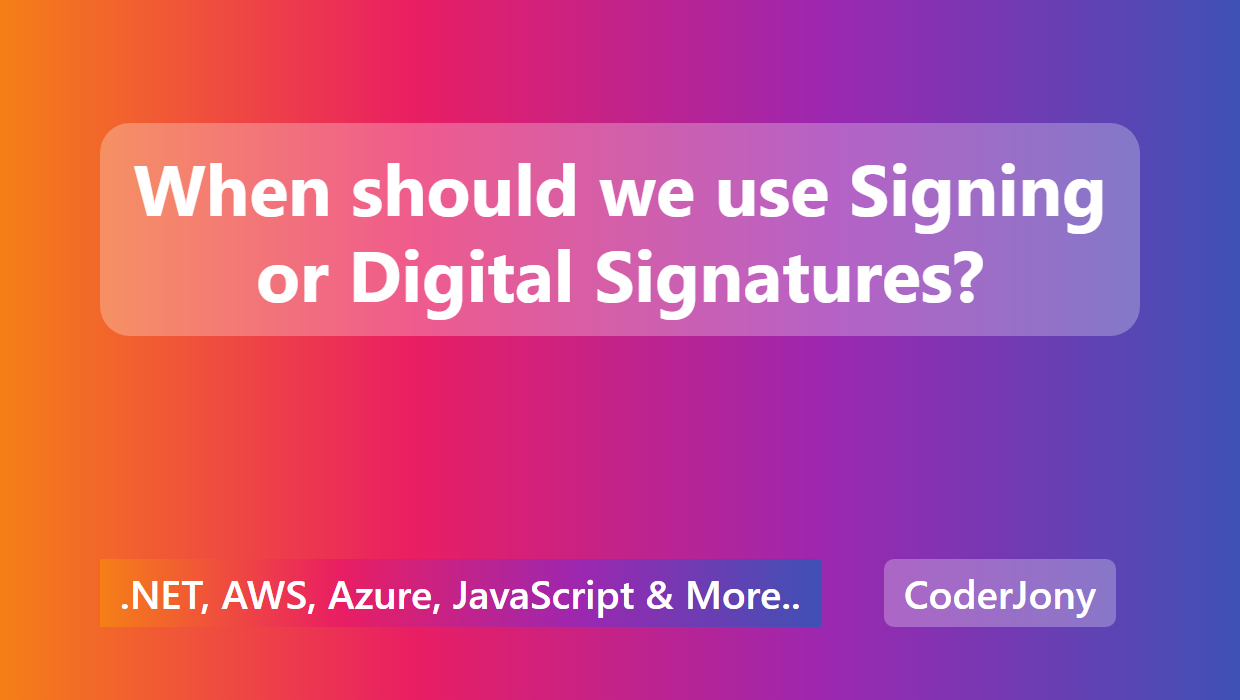 When should we use Signing
or Digital Signatures?
.NET, AWS, Azure, JavaScript & More..
CoderJony